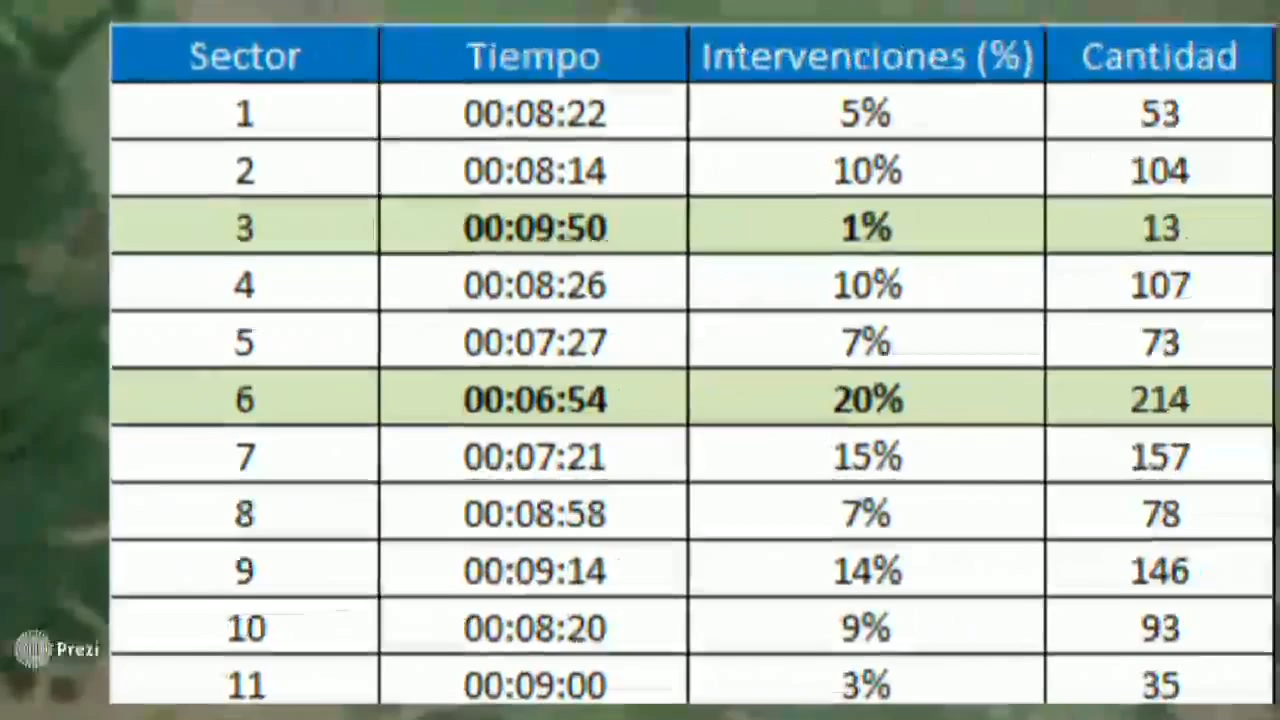 Sector Tiempo Intervenciones (%) Cantidad
1 00:08:22 5% 53
2 00:08:14 10% 104
3 00:09:50 1% 13
4 00:08:26 10% 107
5 00:07:27 7% 73
6 00:06:54 20% 214
7 00:07:21 15% 157
8 00:08:58 7% 78
9 00:09:14 14% 146
10 00:08:20 9% 93
11 00:09:00 3% 35
Prezi